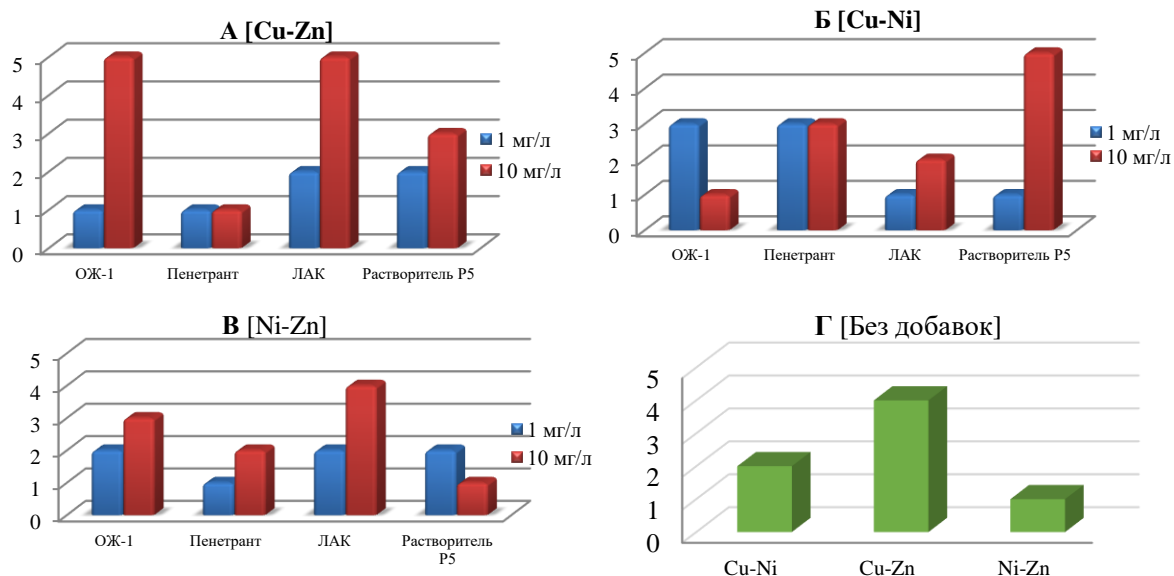 А [Cu-Zn]
5
4
3
2
1
0
ОЖ-1 Пенетрант ЛАК Растворитель Р5
1 мг/л
10 мг/л
Б [Cu-Ni]
5
4
3
2
1
0
ОЖ-1 Пенетрант ЛАК Растворитель Р5
1 мг/л
10 мг/л
В [Ni-Zn]
5
4
3
2
1
0
ОЖ-1 Пенетрант ЛАК Растворитель
Р5
1 мг/л
10 мг/л
Г [Без добавок]
5
4
3
2
1
0
Cu-Ni Cu-Zn Ni-Zn